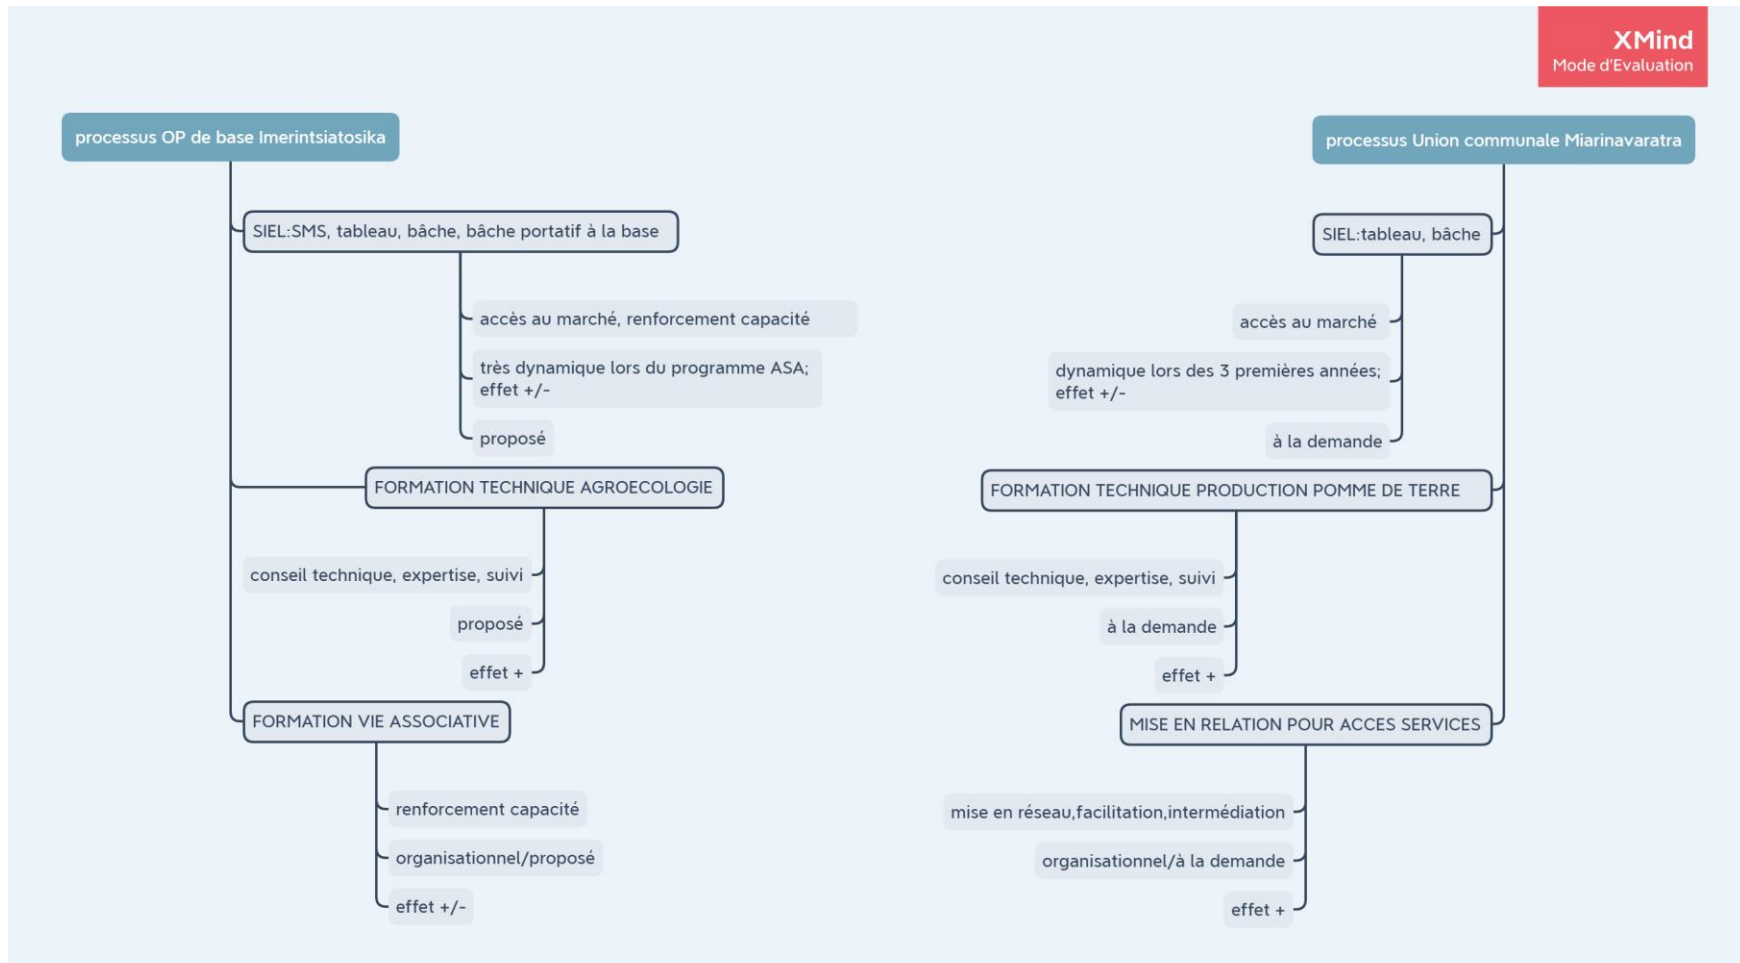 XMind
Mode d'Evaluation
processus OP de base Imerintsiatosika
SIEL:SMS, tableau, bâche, bâche portatif à la base
accès au marché, renforcement capacité
très dynamique lors du programme ASA;
effet +/-
proposé
FORMATION TECHNIQUE AGROECOLOGIE
conseil technique, expertise, suivi
proposé
effet +
FORMATION VIE ASSOCIATIVE
renforcement capacité
organisationnel/proposé
effet +/-
processus Union communale Miarinavaratra
SIEL:tableau, bâche
accès au marché
dynamique lors des 3 premières années;
effet +/-
à la demande
FORMATION TECHNIQUE PRODUCTION POMME DE TERRE
conseil technique, expertise, suivi
à la demande
effet +
MISE EN RELATION POUR ACCES SERVICES
mise en réseau,facilitation,intermédiation
organisationnel/à la demande
effet +